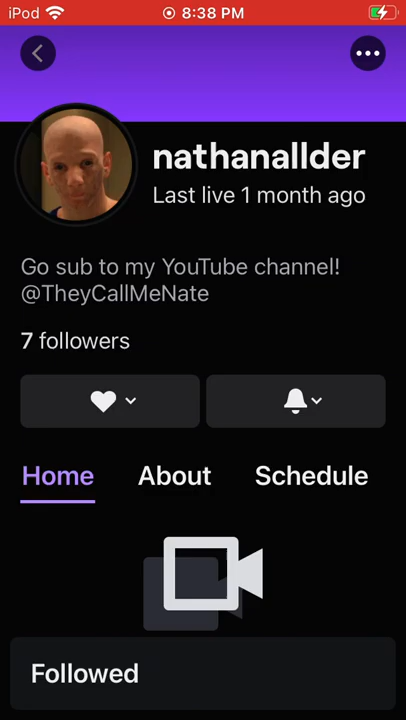 iPod 8:38 PM
nathanallder
Last live 1 month ago
Go sub to my YouTube channel!
@TheyCallMeNate
7 followers
Home About Schedule
Followed